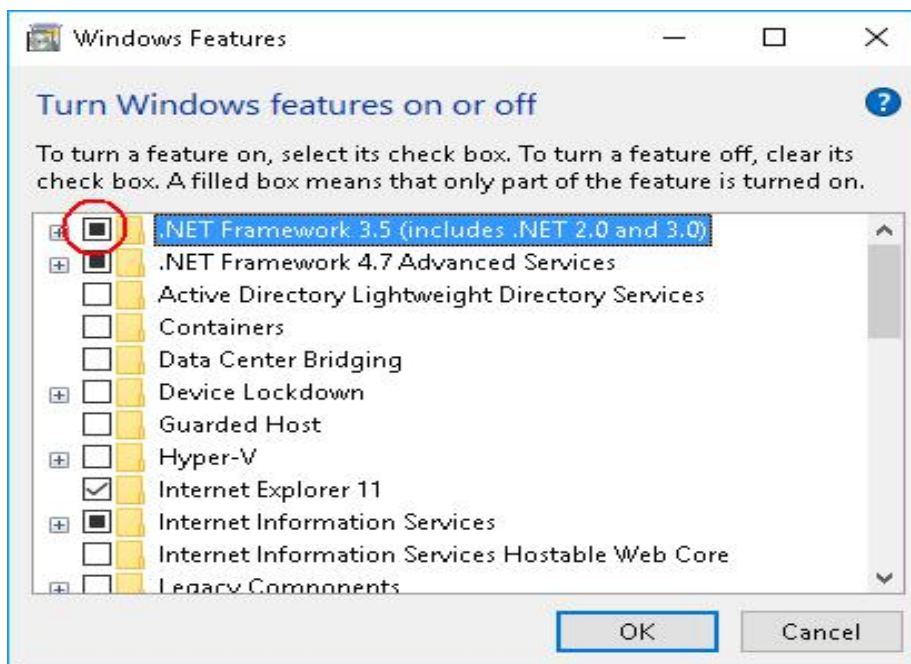 Windows Features
Turn Windows features on or off
To turn a feature on, select its check box. To turn a feature off, clear its
check box. A filled box means that only part of the feature is turned on.
.NET Framework 3.5 (includes .NET 2.0 and 3.0)
.NET Framework 4.7 Advanced Services
Active Directory Lightweight Directory Services
Containers
Data Center Bridging
Device Lockdown
Guarded Host
Hyper-V
Internet Explorer 11
Internet Information Services
Internet Information Services Hostable Web Core
Legacy Components
OK Cancel